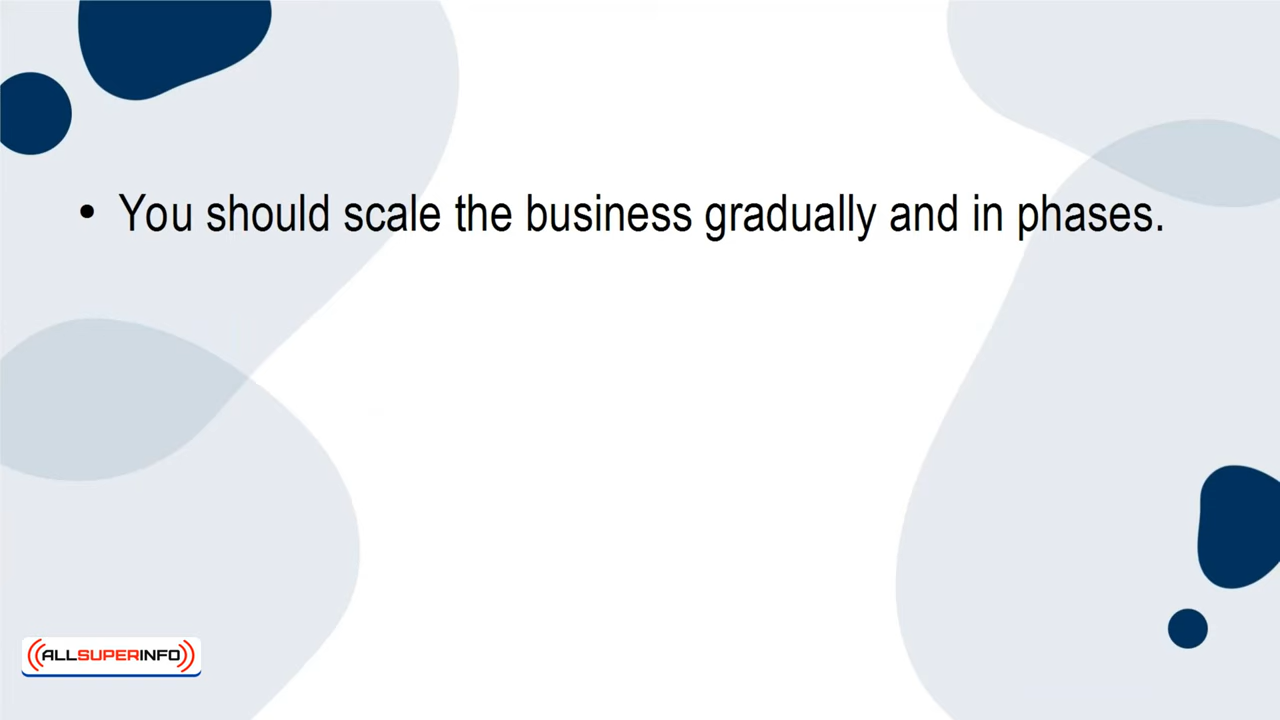 • You should scale the business gradually and in phases.
ALLSUPERINFO